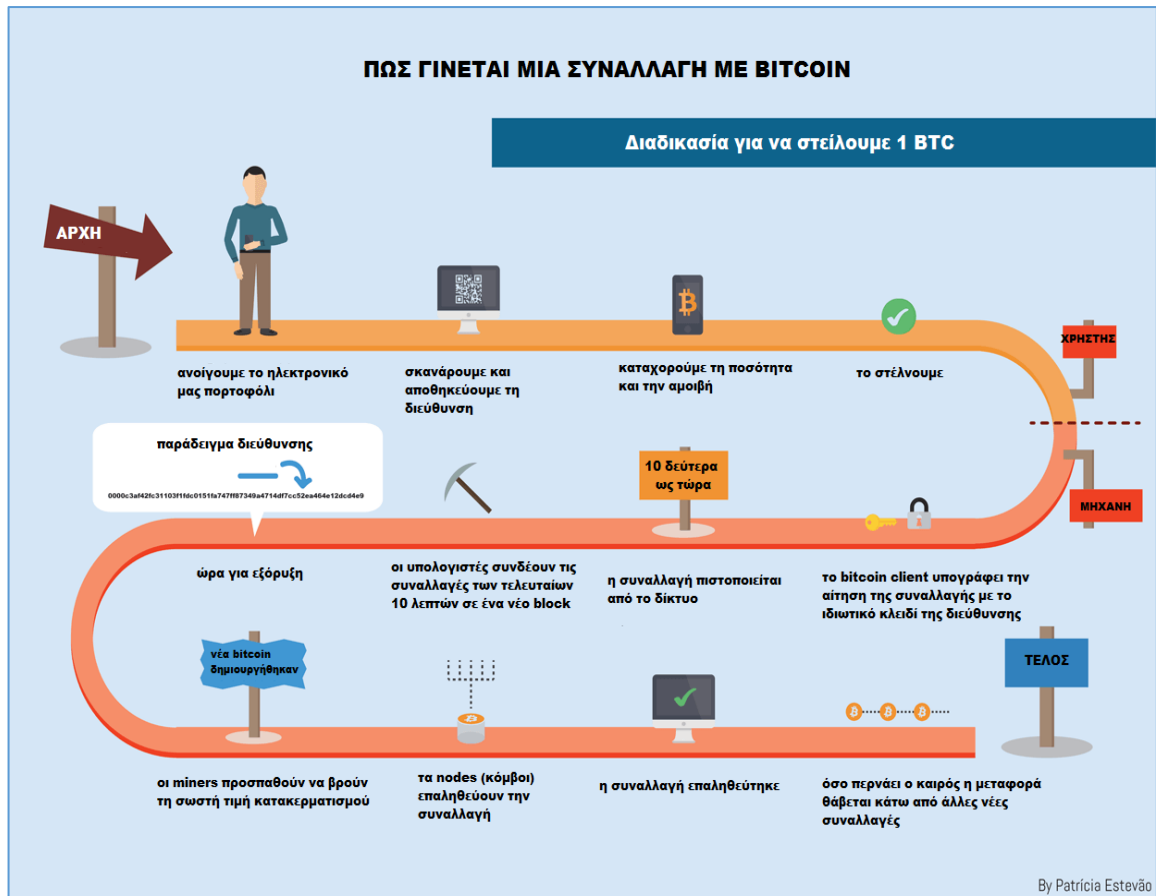 ΠΩΣ ΓΙΝΕΤΑΙ ΜΙΑ ΣΥΝΑΛΛΑΓΗ ΜΕ BITCOIN
Διαδικασία για να στείλουμε 1 BTC
ΑΡΧΗ
ανοίγουμε το ηλεκτρονικό
μας πορτοφόλι
σκανάρουμε και
αποθηκεύουμε τη
διεύθυνση
καταχορούμε τη ποσότητα
και την αμοιβή
το στέλνουμε
ΧΡΗΣΤΗΣ
ΜΗΧΑΝΗ
το bitcoin client υπογράφει την
αίτηση της συναλλαγής με το
ιδιωτικό κλειδί της διεύθυνσης
10 δεύτερα
ως τώρα
η συναλλαγή πιστοποιείται
από το δίκτυο
οι υπολογιστές συνδέουν τις
συναλλαγές των τελευταίων
10 λεπτών σε ένα νέο block
παράδειγμα διεύθυνσης
0000c3af42fc31103f1fdc0151fa747ff87349a4714df7cc52ea464e12dcd4e9
ώρα για εξόρυξη
νέα bitcoin
δημιουργήθηκαν
οι miners προσπαθούν να βρούν
τη σωστή τιμή κατακερματισμού
τα nodes (κόμβοι)
επαληθεύουν την
συναλλαγή
η συναλλαγή επαληθεύτηκε
όσο περνάει ο καιρός η μεταφορά
θάβεται κάτω από άλλες νέες
συναλλαγές
ΤΕΛΟΣ
By Patrícia Estevão